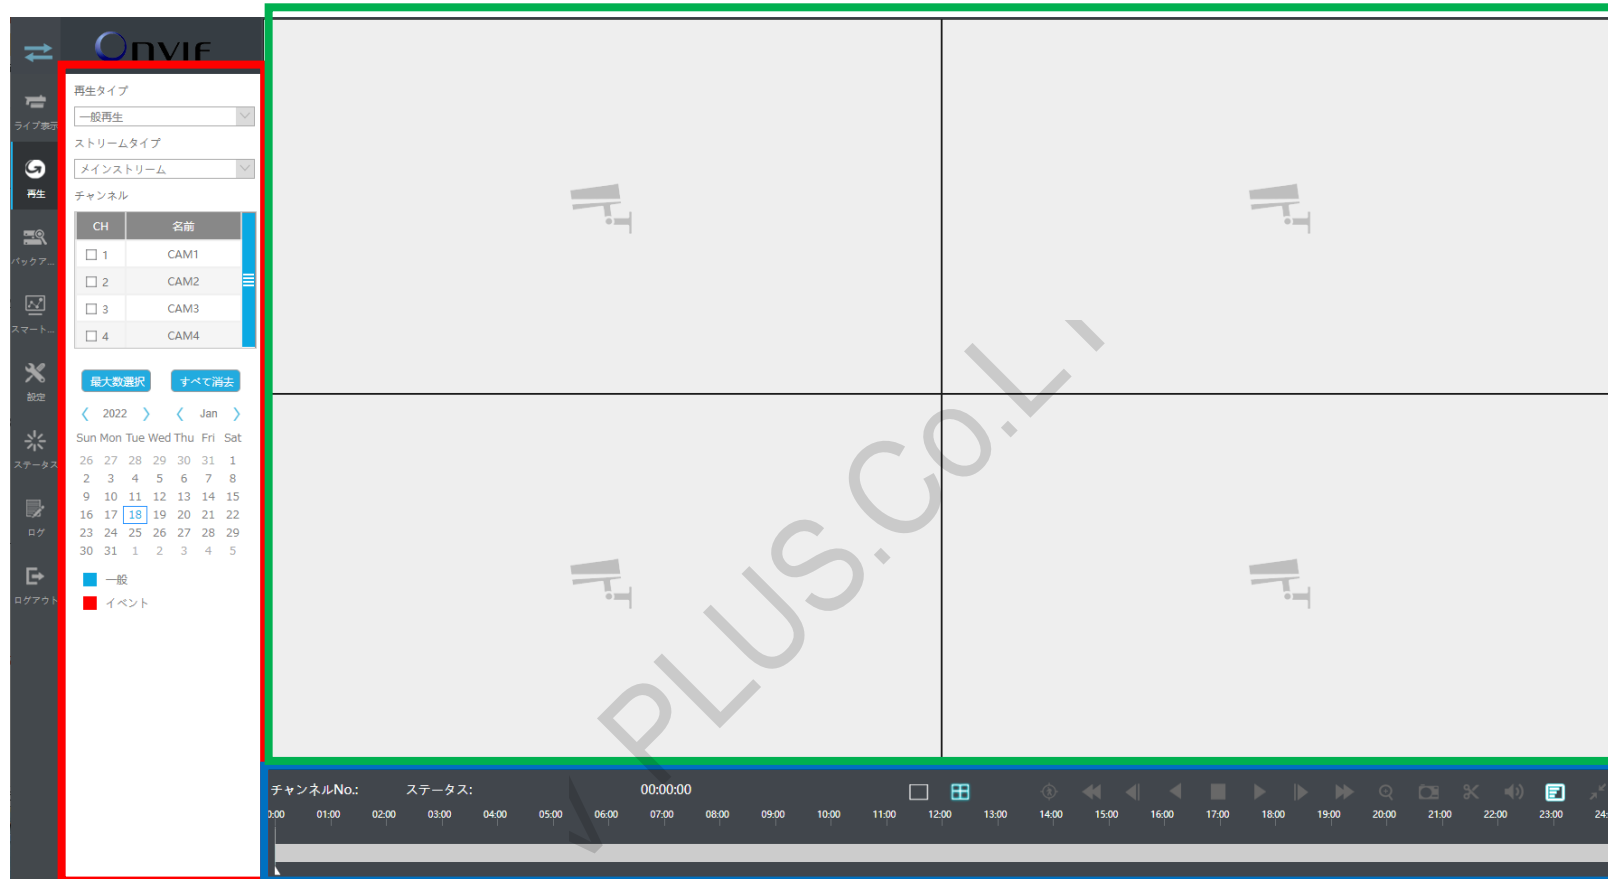 Onvif
ライブ表示
再生
バックア...
スマート...
設定
ステータス
ログ
ログアウト
再生タイプ
一般再生
ストリームタイプ
メインストリーム
チャンネル
CH 名前
1 CAM1
2 CAM2
3 CAM3
4 CAM4
最大数選択 すべて消去
2022 Jan
Sun Mon Tue Wed Thu Fri Sat
26 27 28 29 30 31 1
2 3 4 5 6 7 8
9 10 11 12 13 14 15
16 17 18 19 20 21 22
23 24 25 26 27 28 29
30 31 1 2 3 4 5
一般
イベント
PLUS.Co.
チャンネルNo.: ステータス: 00:00:00
0:00 01:00 02:00 03:00 04:00 05:00 06:00 07:00 08:00 09:00 10:00 11:00 12:00 13:00 14:00 15:00 16:00 17:00 18:00 19:00 20:00 21:00 22:00 23:00 24: